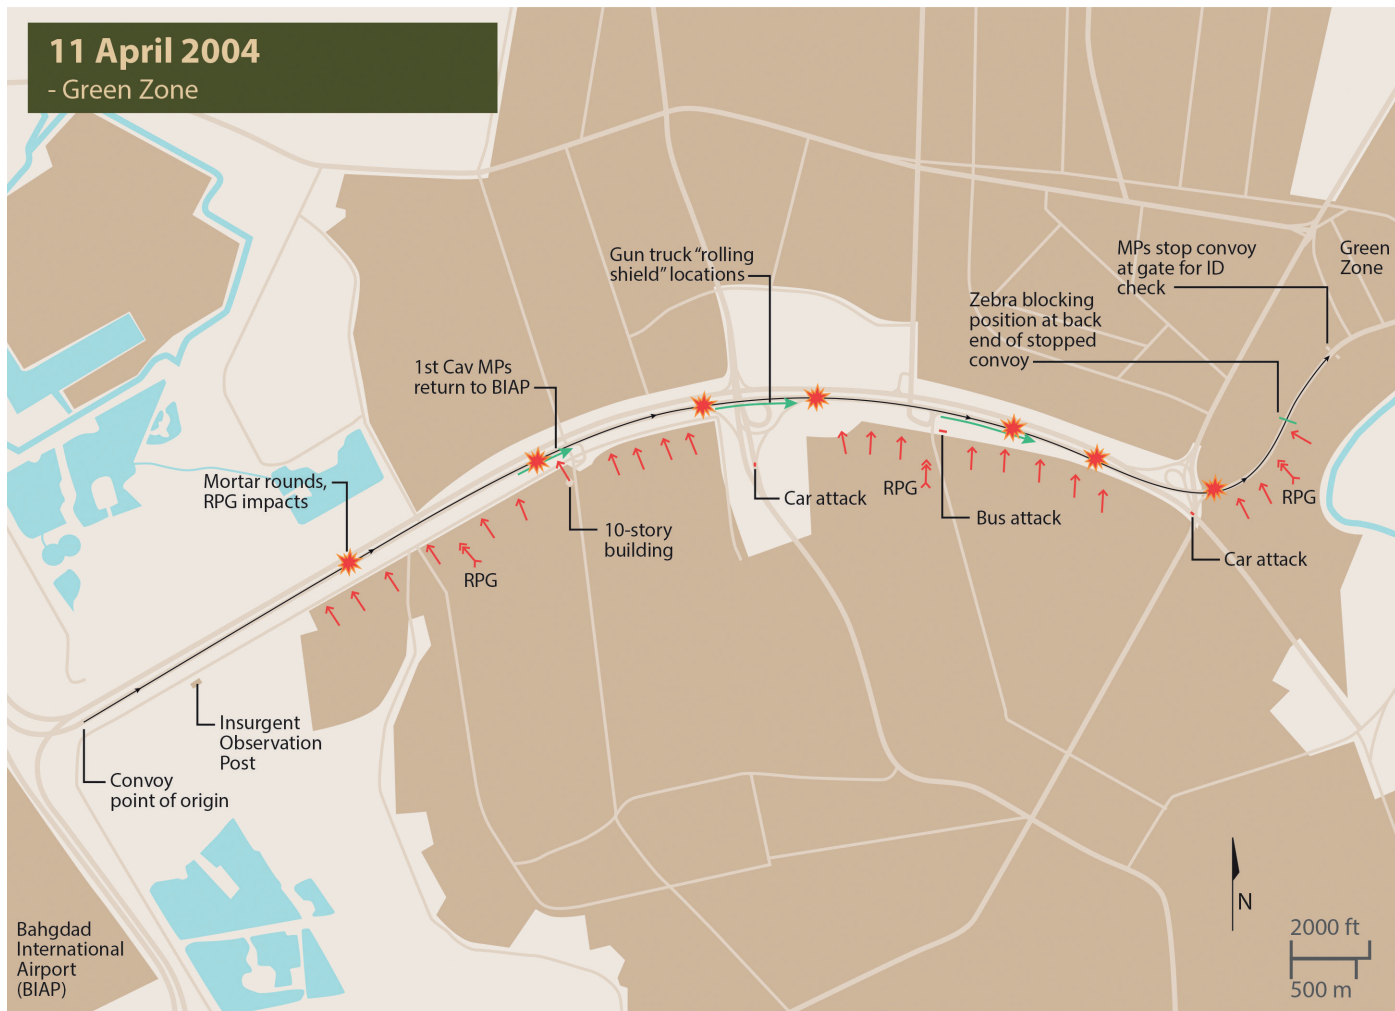 11 April 2004
- Green Zone
Gun truck “rolling
shield” locations
MPs stop convoy
at gate for ID
check
Green
Zone
Zebra blocking
position at back
end of stopped
convoy
1st Cav MPs
return to BIAP
Mortar rounds,
RPG impacts
Car attack
RPG
RPG
Bus attack
10-story
building
Car attack
RPG
Insurgent
Observation
Post
Convoy
point of origin
N
Bahgdad
International
Airport
(BIAP)
2000 ft
500 m